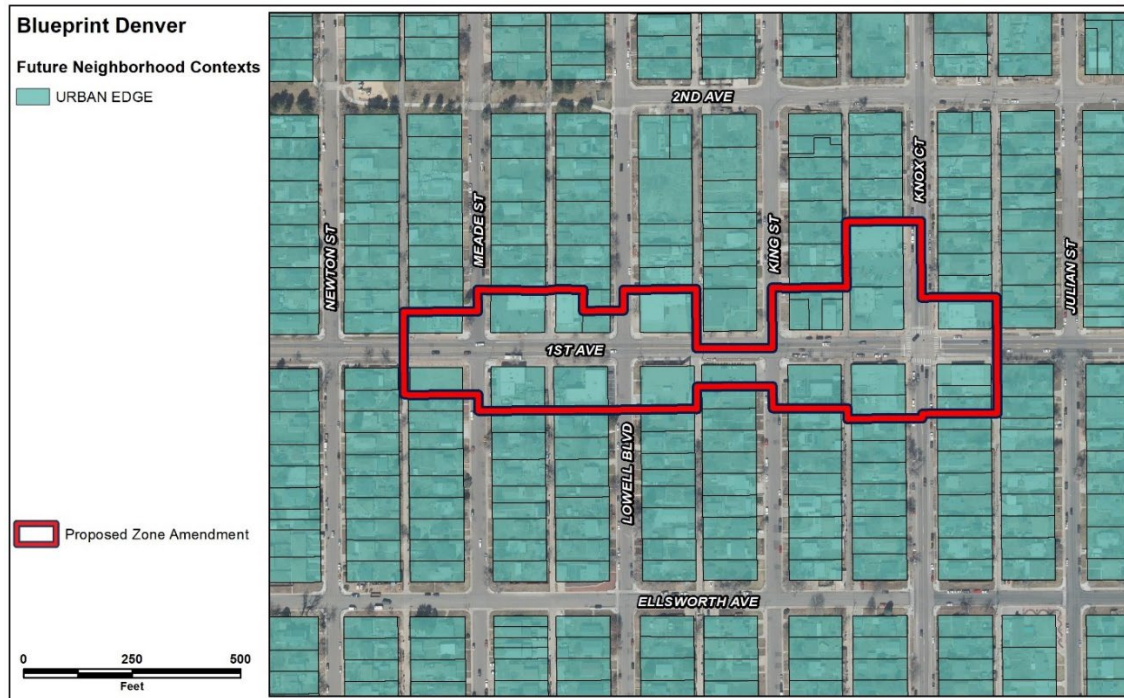 Blueprint Denver
Future Neighborhood Contexts
URBAN EDGE
Proposed Zone Amendment
0 250 500
Feet
2ND AVE
NEWTON ST
MEADE ST
KING ST
KNOX CT
JULIAN ST
1ST AVE
LOWELL BLVD
ELLSWORTH AVE